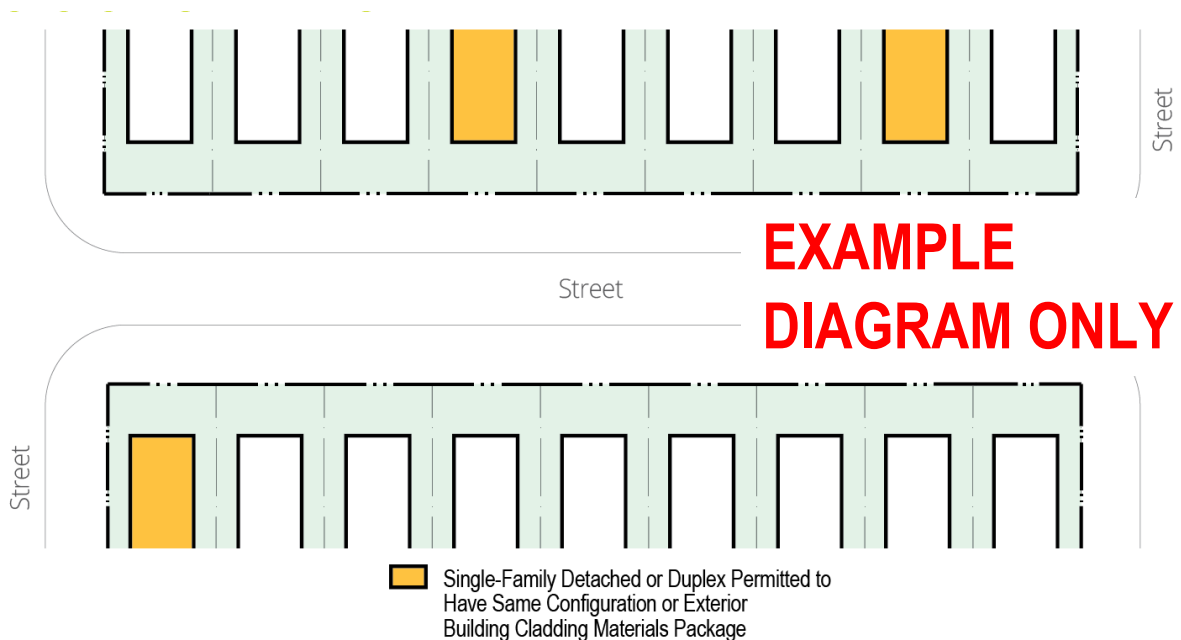 Street
EXAMPLE
Street
DIAGRAM ONLY
Street
Single-Family Detached or Duplex Permitted to
Have Same Configuration or Exterior
Building Cladding Materials Package